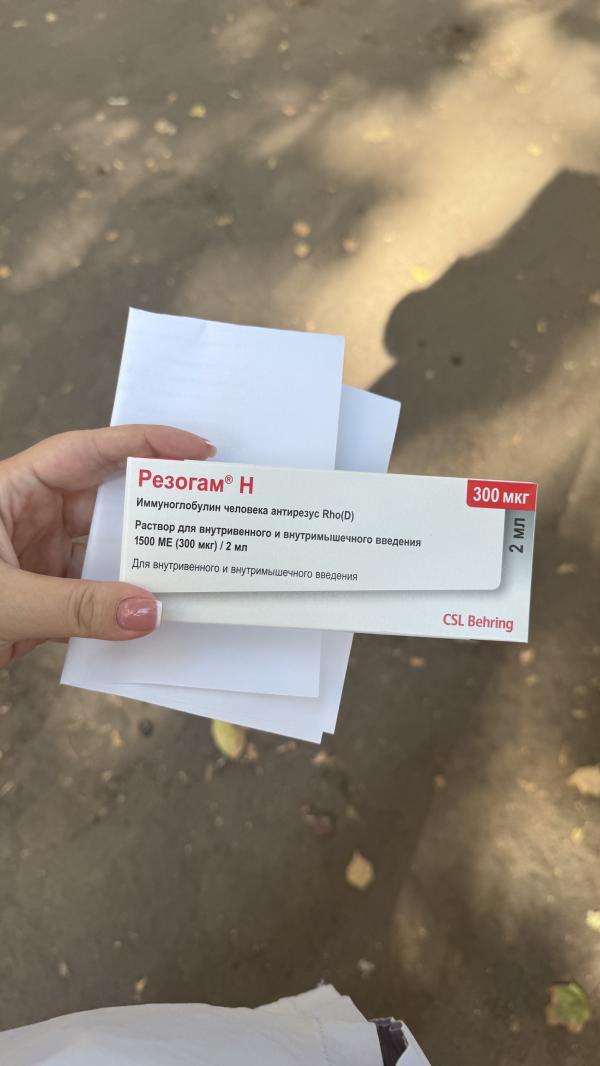 Резогам® Н
300 мкг
Иммуноглобулин человека антирезус Rho(D)
Раствор для внутривенного и внутримышечного введения
1500 МЕ (300 мкг) / 2 мл
2 мл
Для внутривенного и внутримышечного введения
CSL Behring